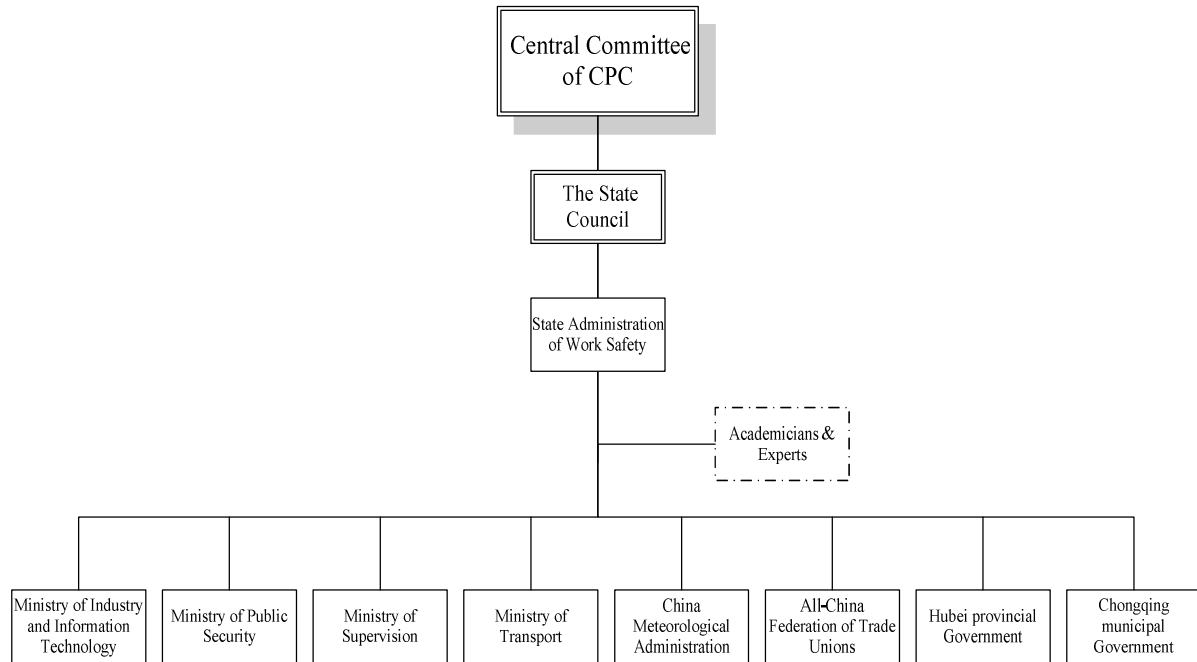 Central Committee
of CPC
The State
Council
State Administration
of Work Safety
Academicians &
Experts
Ministry of Industry
and Information
Technology
Ministry of Public
Security
Ministry of
Supervision
Ministry of
Transport
China
Meteorological
Administration
All-China
Federation of Trade
Unions
Hubei provincial
Government
Chongqing
municipal
Government